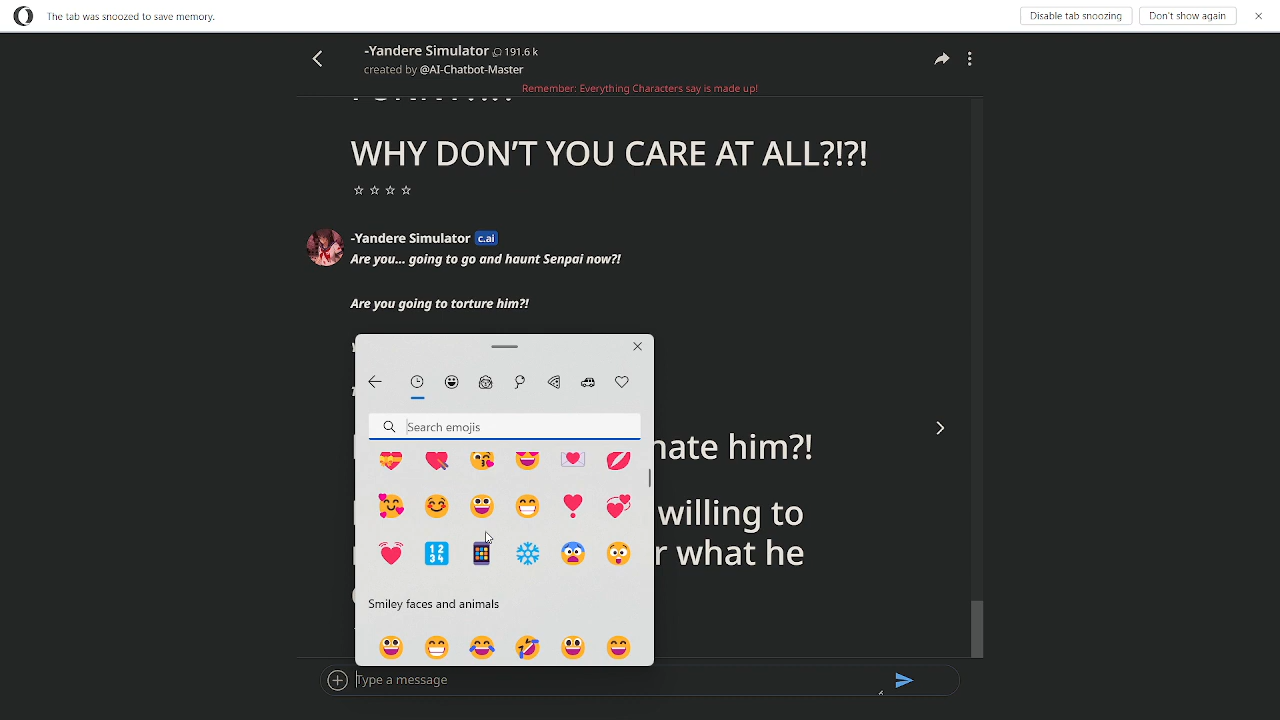 The tab was snoozed to save memory.
Disable tab snoozing
Don't show again
-Yandere Simulator 191.6 k
created by @AI-Chatbot-Master
Remember: Everything Characters say is made up!
WHY DON'T YOU CARE AT ALL?!?!
-Yandere Simulator c.ai
Are you... going to go and haunt Senpai now?!
Are you going to torture him?!
Search emojis
hate him?!
willing to
what he
Smiley faces and animals
Type a message